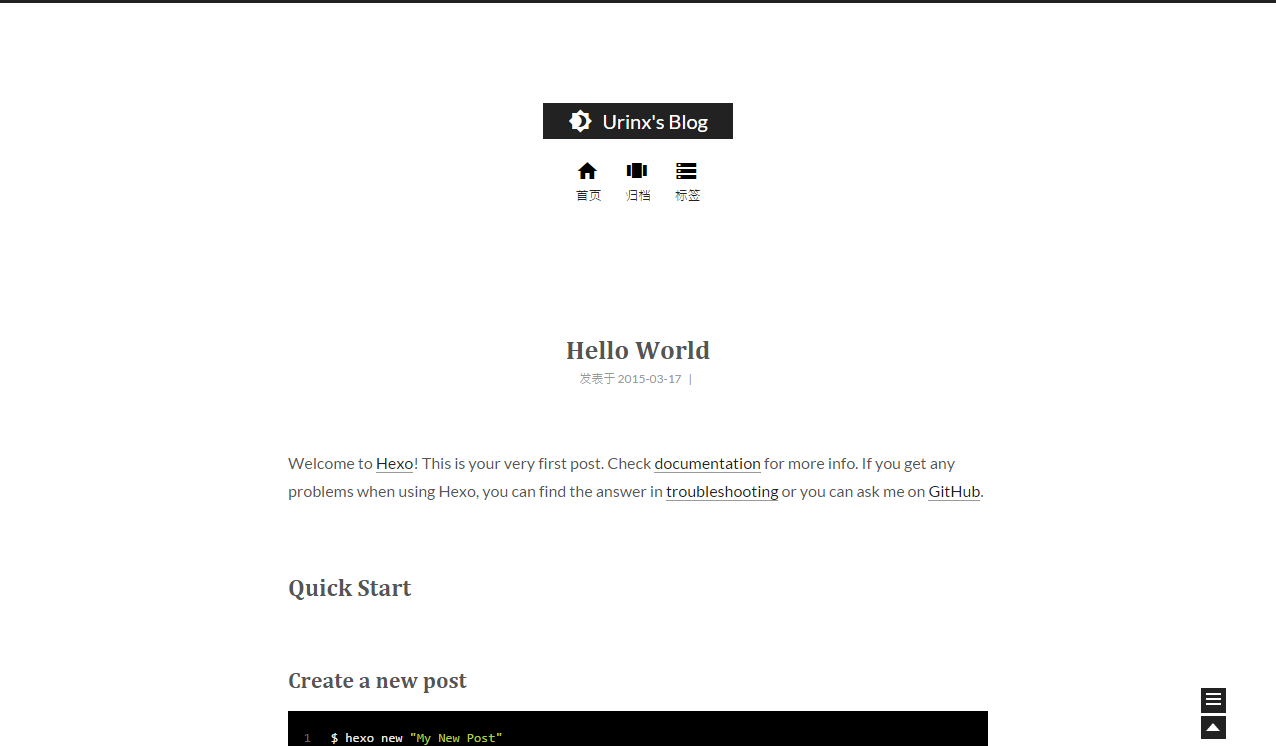 Urinx's Blog
首页 归档 标签
Hello World
发表于 2015-03-17 |
Welcome to Hexo! This is your very first post. Check documentation for more info. If you get any
problems when using Hexo, you can find the answer in troubleshooting or you can ask me on GitHub.
Quick Start
Create a new post
1 $ hexo new "My New Post"